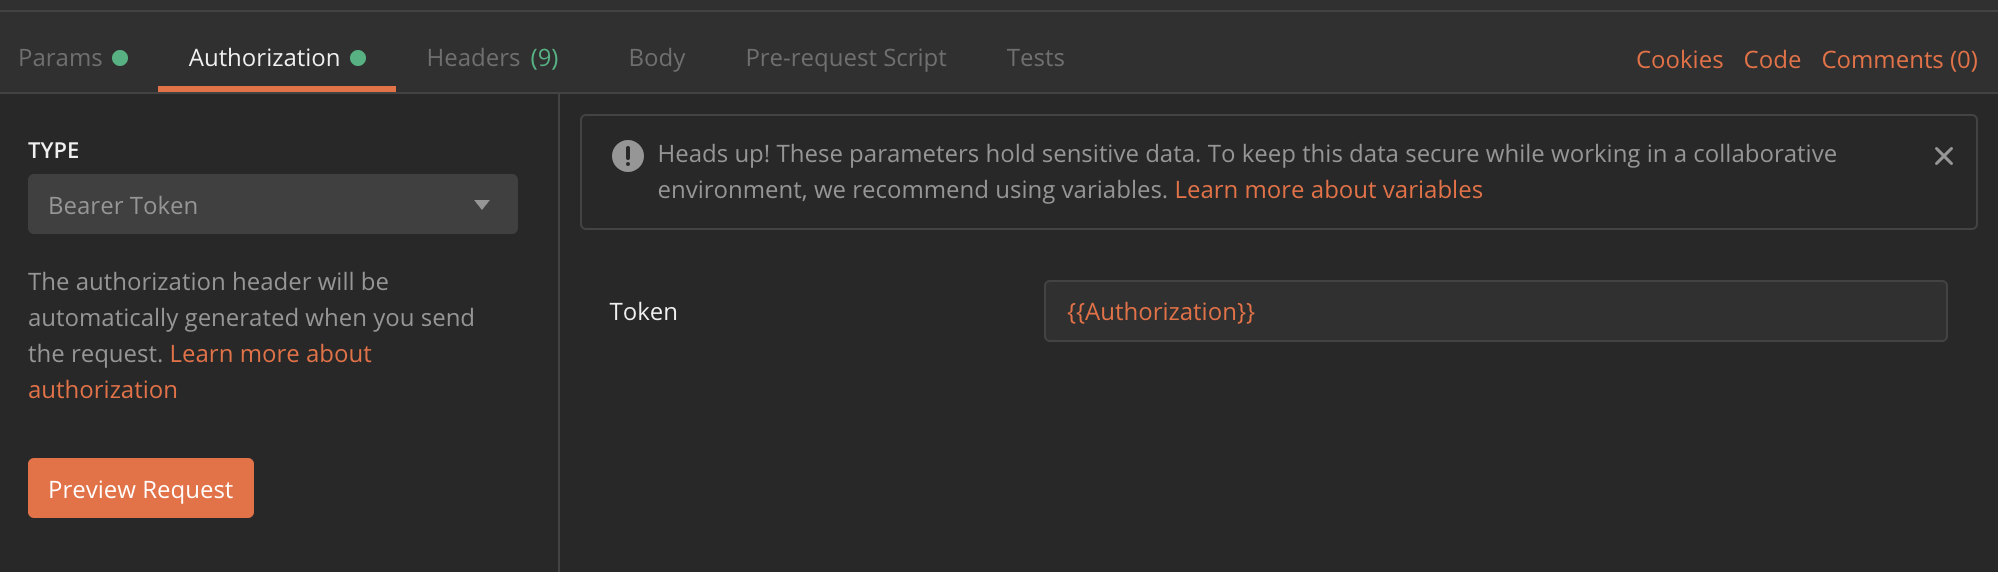 Params Authorization Headers (9) Body Pre-request Script Tests Cookies Code Comments (0)
TYPE
Bearer Token
The authorization header will be
automatically generated when you send
the request. Learn more about
authorization
Preview Request
Heads up! These parameters hold sensitive data. To keep this data secure while working in a collaborative
environment, we recommend using variables. Learn more about variables
Token {{Authorization}}